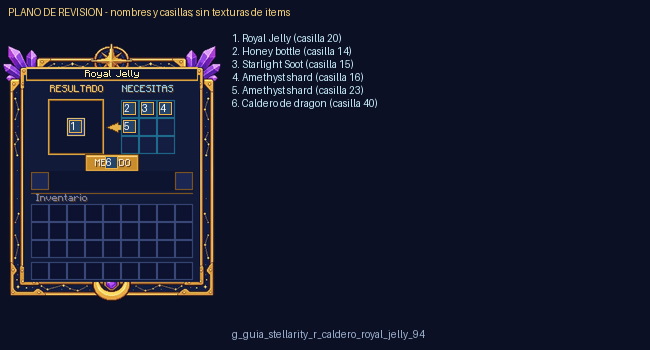 PLANO DE REVISION - nombres y casillas; sin texturas de items
Royal Jelly
RESULTADO
NECESITAS
1
2 3 4
5
6
Inventario
1. Royal Jelly (casilla 20)
2. Honey bottle (casilla 14)
3. Starlight Soot (casilla 15)
4. Amethyst shard (casilla 16)
5. Amethyst shard (casilla 23)
6. Caldero de dragon (casilla 40)
g_guia_stellarity_r_caldero_royal_jelly_94